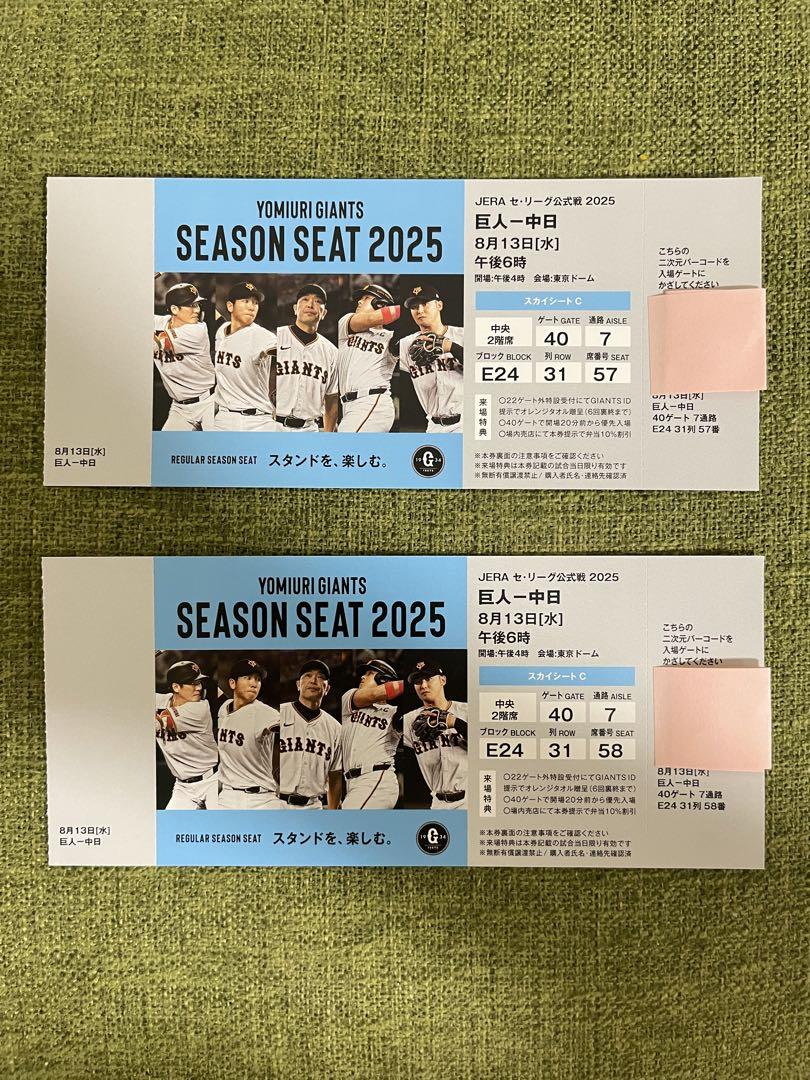 YOMIURI GIANTS
SEASON SEAT 2025
GIANTS
REGULAR SEASON SEAT スタンドを、楽しむ。
19 G 34
TOKYO
8月13日[水]
巨人ー中日
JERA セ・リーグ公式戦 2025
巨人ー中日
8月13日[水]
午後6時
開場:午後4時 会場:東京ドーム
スカイシート C
中央
2階席
ゲート GATE
40
通路 AISLE
7
ブロック BLOCK
E24
列 ROW
31
席番号 SEAT
57
来場特典
○22ゲート外特設受付にてGIANTS ID
提示でオレンジタオル贈呈(6回裏まで)
○40ゲートで開場20分前から優先入場
○場内売店にて本券提示で弁当10%割引
※本券裏面の注意事項をご確認ください
※来場特典は本券記載の試合当日限り有効です
※無断有償譲渡禁止/購入者氏名・連絡先確認済
こちらの
二次元バーコードを
入場ゲートに
かざしてください
8月13日[水]
巨人ー中日
40ゲート 7通路
E24 31列 57番
YOMIURI GIANTS
SEASON SEAT 2025
GIANTS
REGULAR SEASON SEAT スタンドを、楽しむ。
19 G 34
TOKYO
8月13日[水]
巨人ー中日
JERA セ・リーグ公式戦 2025
巨人ー中日
8月13日[水]
午後6時
開場:午後4時 会場:東京ドーム
スカイシート C
中央
2階席
ゲート GATE
40
通路 AISLE
7
ブロック BLOCK
E24
列 ROW
31
席番号 SEAT
58
来場特典
○22ゲート外特設受付にてGIANTS ID
提示でオレンジタオル贈呈(6回裏まで)
○40ゲートで開場20分前から優先入場
○場内売店にて本券提示で弁当10%割引
※本券裏面の注意事項をご確認ください
※来場特典は本券記載の試合当日限り有効です
※無断有償譲渡禁止/購入者氏名・連絡先確認済
こちらの
二次元バーコードを
入場ゲートに
かざしてください
8月13日[水]
巨人ー中日
40ゲート 7通路
E24 31列 58番